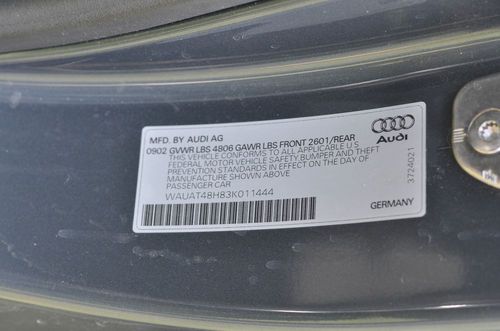 MFD. BY AUDI AG
0902 GVWR LBS 4806 GAWR LBS FRONT 2601/REAR
THIS VEHICLE CONFORMS TO ALL APPLICABLE U.S
FEDERAL MOTOR VEHICLE SAFETY, BUMPER AND THEFT
PREVENTION STANDARDS IN EFFECT ON THE DAY OF
MANUFACTURE SHOWN ABOVE
PASSENGER CAR
WAUAT48H83K011444
Audi
3724021
GERMANY